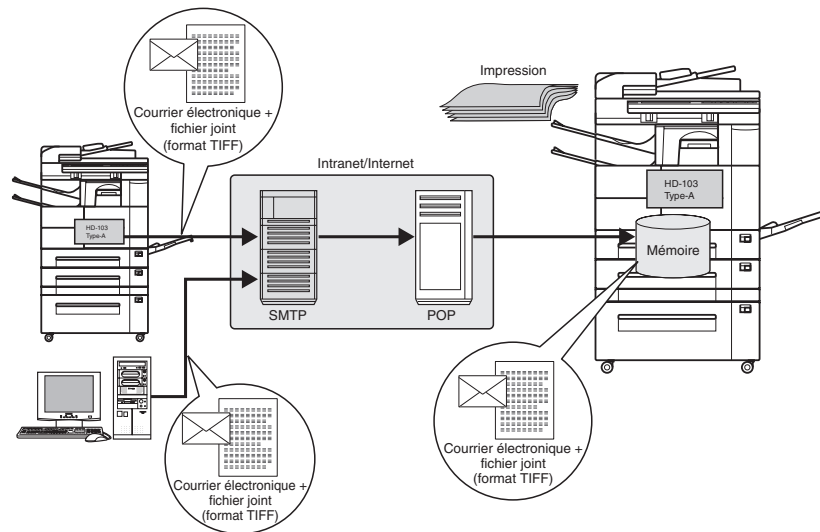 Courrier électronique +
fichier joint
(format TIFF)
Impression
Intranet/Internet
HD-103
Type-A
HD-103
Type-A
Mémoire
SMTP
POP
Courrier électronique +
fichier joint
(format TIFF)
Courrier électronique +
fichier joint
(format TIFF)